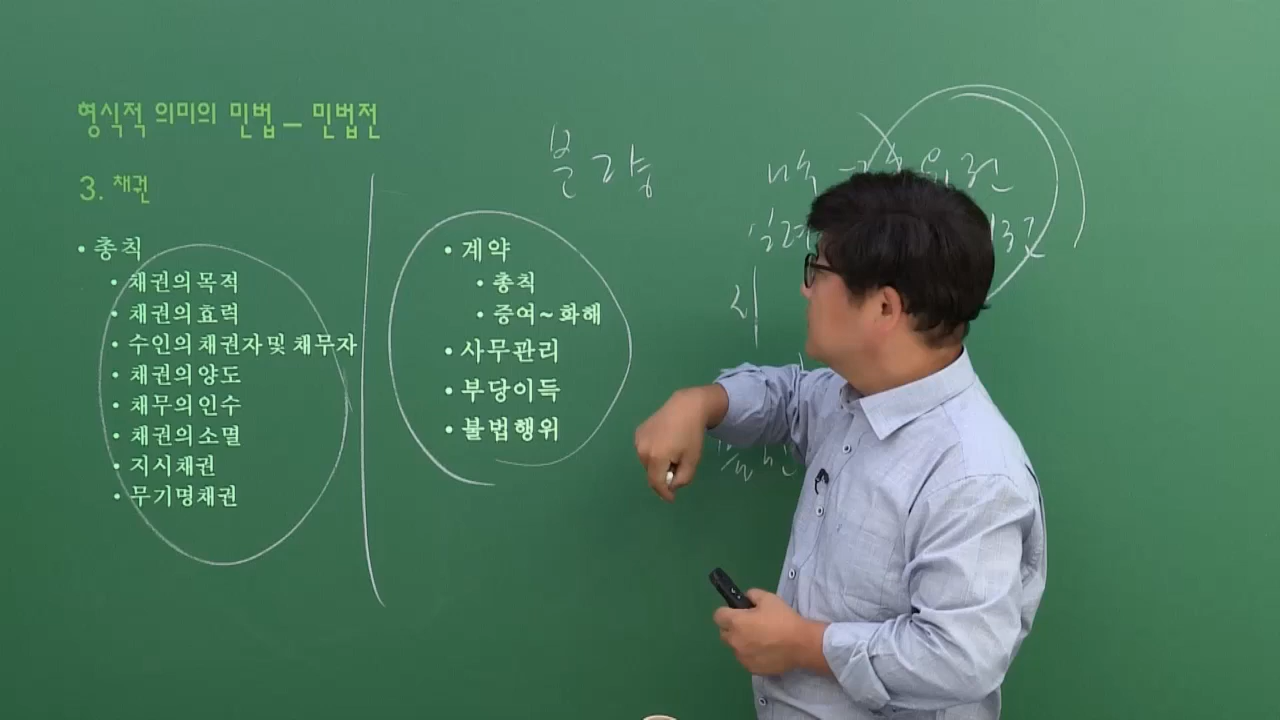 형식적 의미의 민법 – 민법전
3. 채권
• 총칙
• 채권의 목적
• 채권의 효력
• 수인의 채권자 및 채무자
• 채권의 양도
• 채무의 인수
• 채권의 소멸
• 지시채권
• 무기명채권
• 계약
• 총칙
• 증여~화해
• 사무관리
• 부당이득
• 불법행위